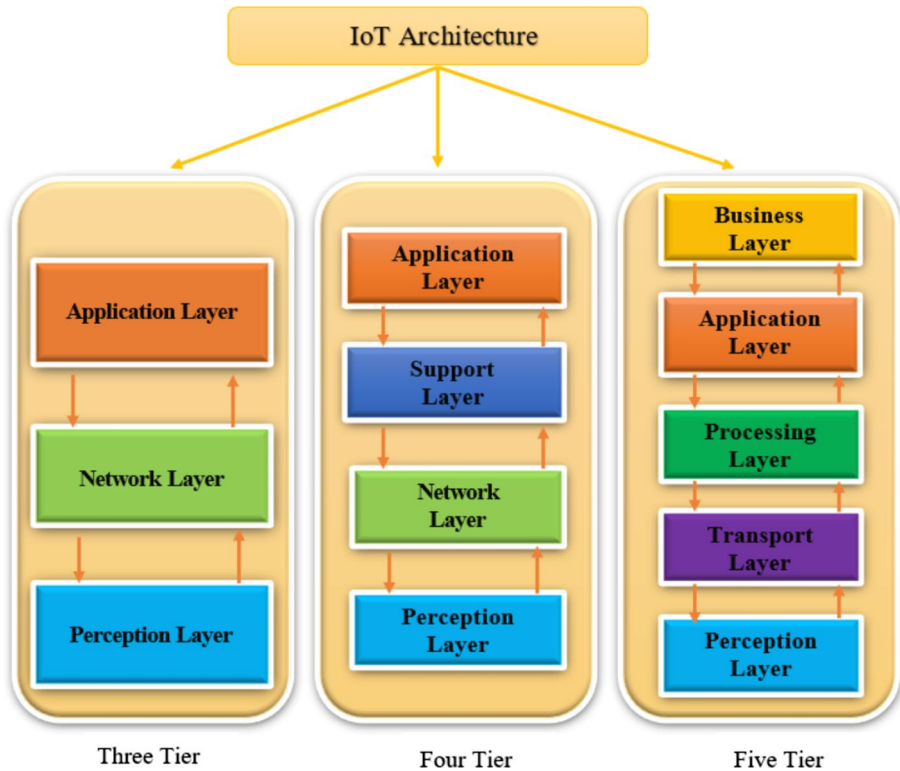 IoT Architecture
Application Layer
Network Layer
Perception Layer
Three Tier
Application
Layer
Support
Layer
Network
Layer
Perception
Layer
Four Tier
Business
Layer
Application
Layer
Processing
Layer
Transport
Layer
Perception
Layer
Five Tier